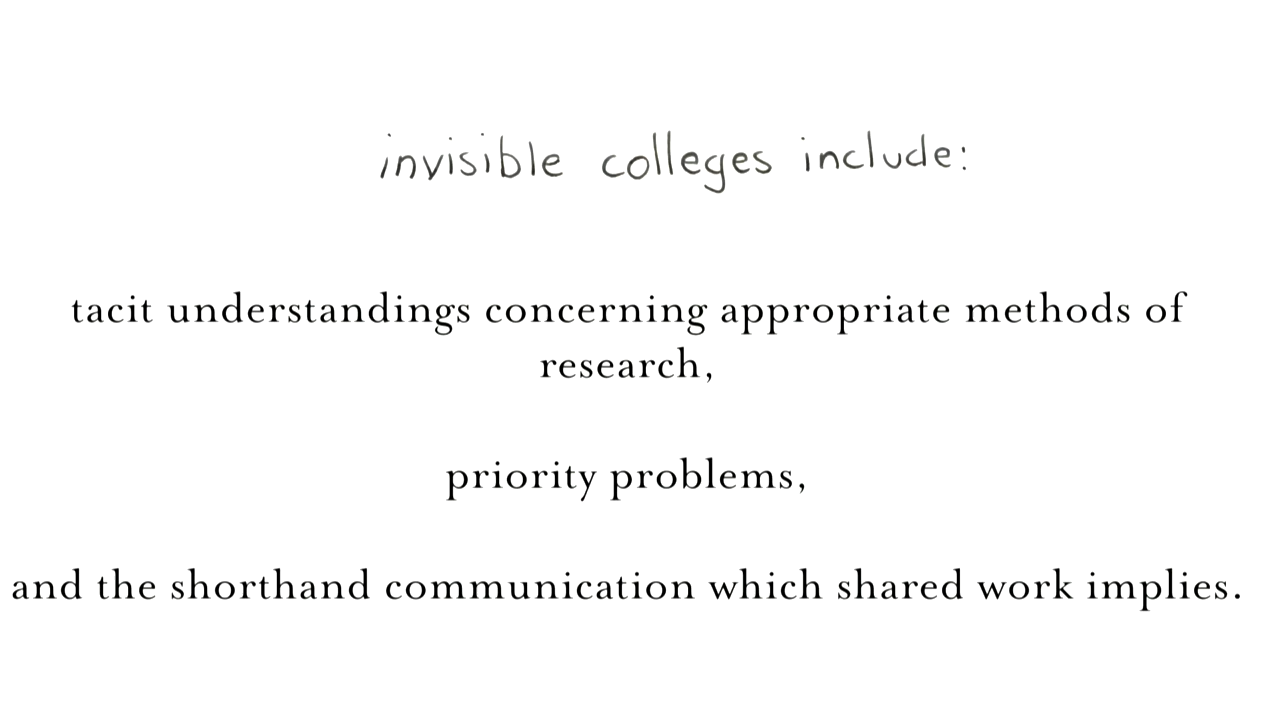 invisible colleges include:
tacit understandings concerning appropriate methods of
research,
priority problems,
and the shorthand communication which shared work implies.